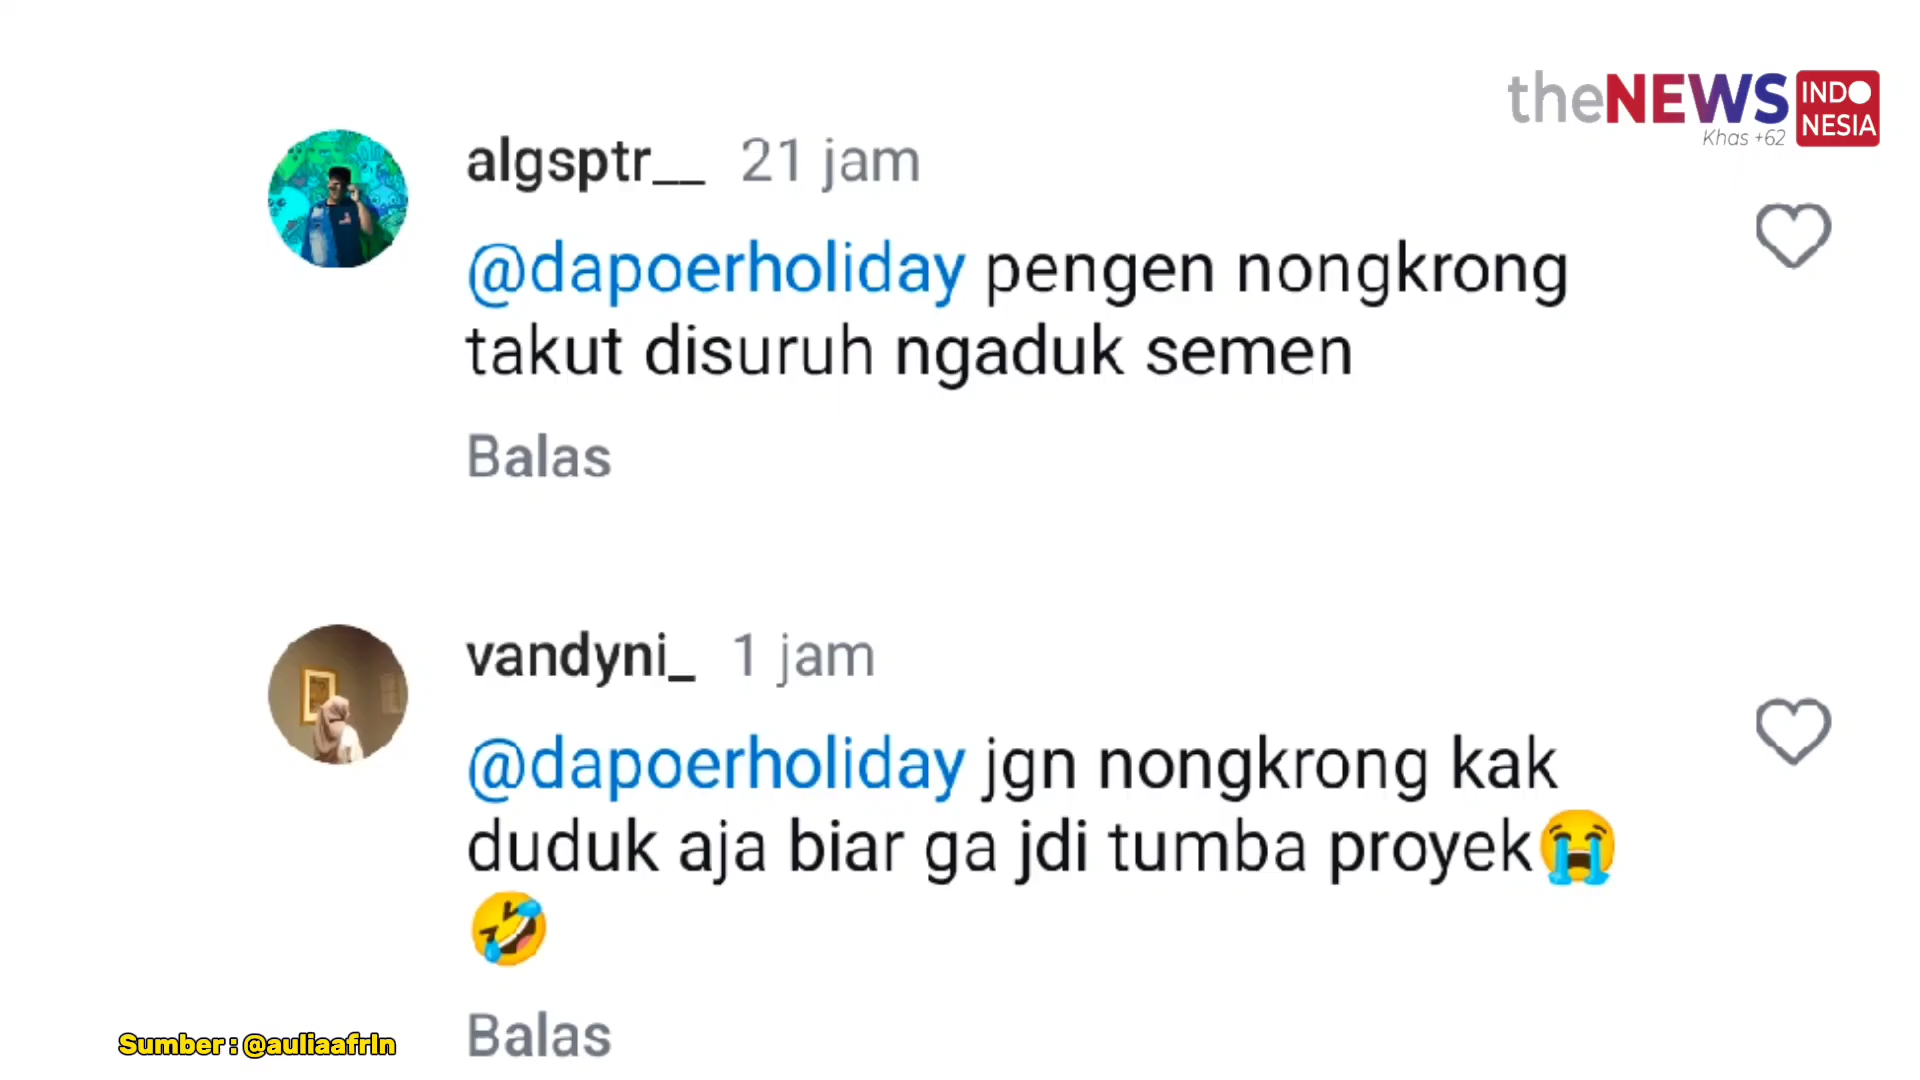 theNEWS INDO
NESIA
Khas +62
algsptr__ 21 jam
@dapoerholiday pengen nongkrong
takut disuruh ngaduk semen
Balas
vandyni_ 1 jam
@dapoerholiday jgn nongkrong kak
duduk aja biar ga jdi tumba proyek😭
🤣
Balas
Sumber : @auliaafrln